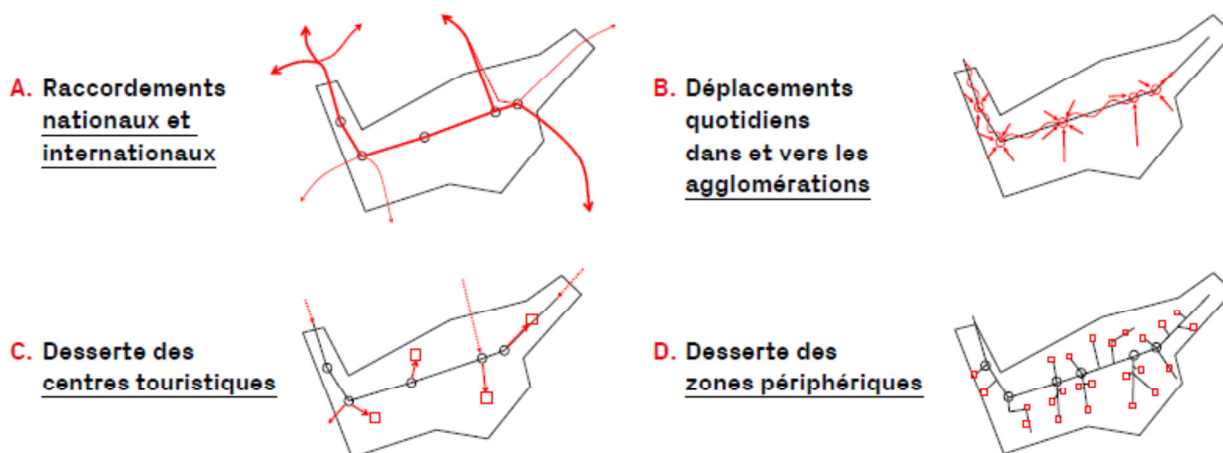 A. Raccordements
nationaux et
internationaux
B. Déplacements
quotidiens
dans et vers les
agglomérations
C. Desserte des
centres touristiques
D. Desserte des
zones périphériques